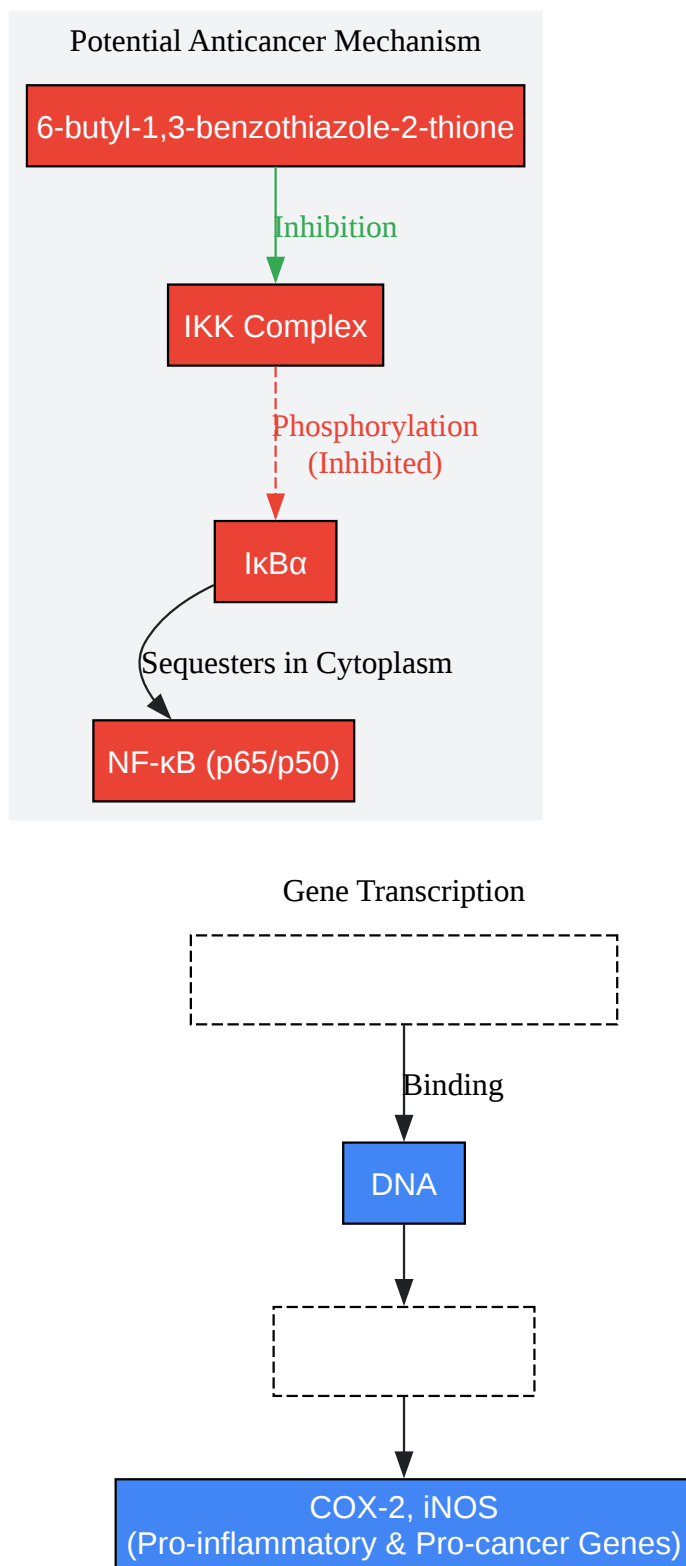 Potential Anticancer Mechanism
6-butyl-1,3-benzothiazole-2-thione
Inhibition
IKK Complex
Phosphorylation
(Inhibited)
IκBα
Sequesters in Cytoplasm
NF-κB (p65/p50)
Gene Transcription
Binding
DNA
COX-2, iNOS
(Pro-inflammatory & Pro-cancer Genes)